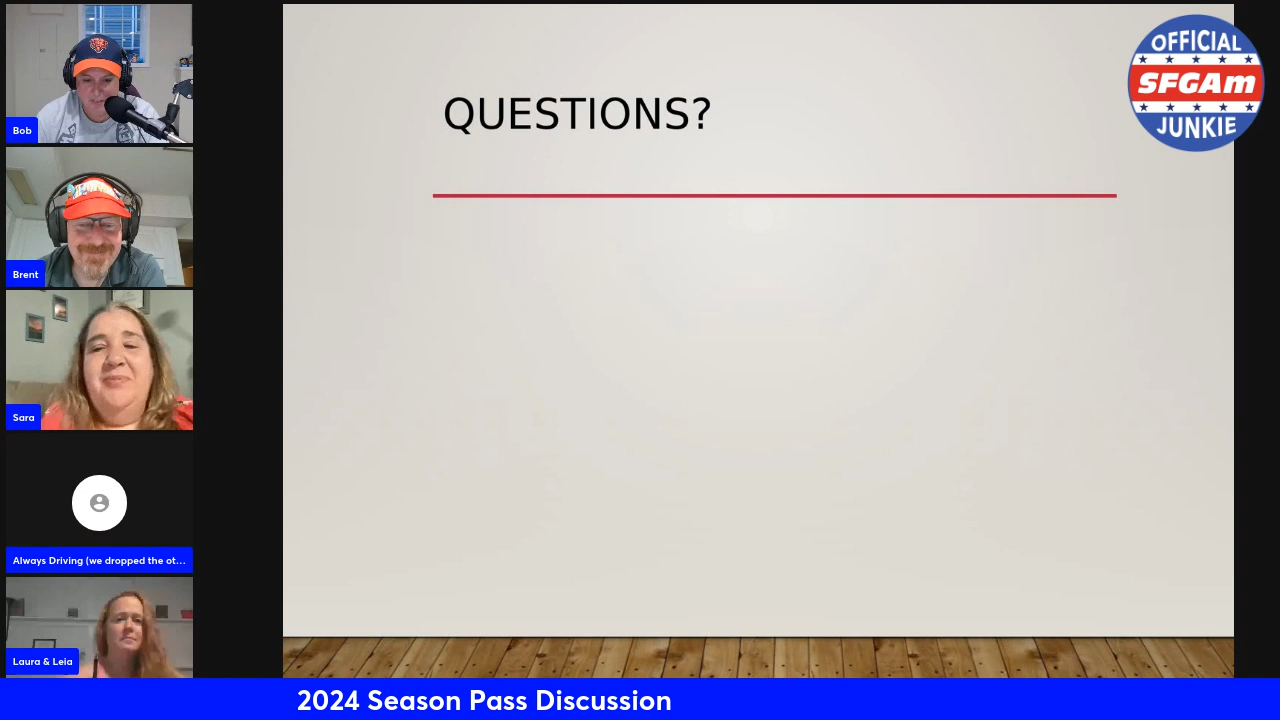 Bob
Brent
Sara
Always Driving (we dropped the ot...
Laura & Leia
QUESTIONS?
OFFICIAL
SFGAm
JUNKIE
2024 Season Pass Discussion